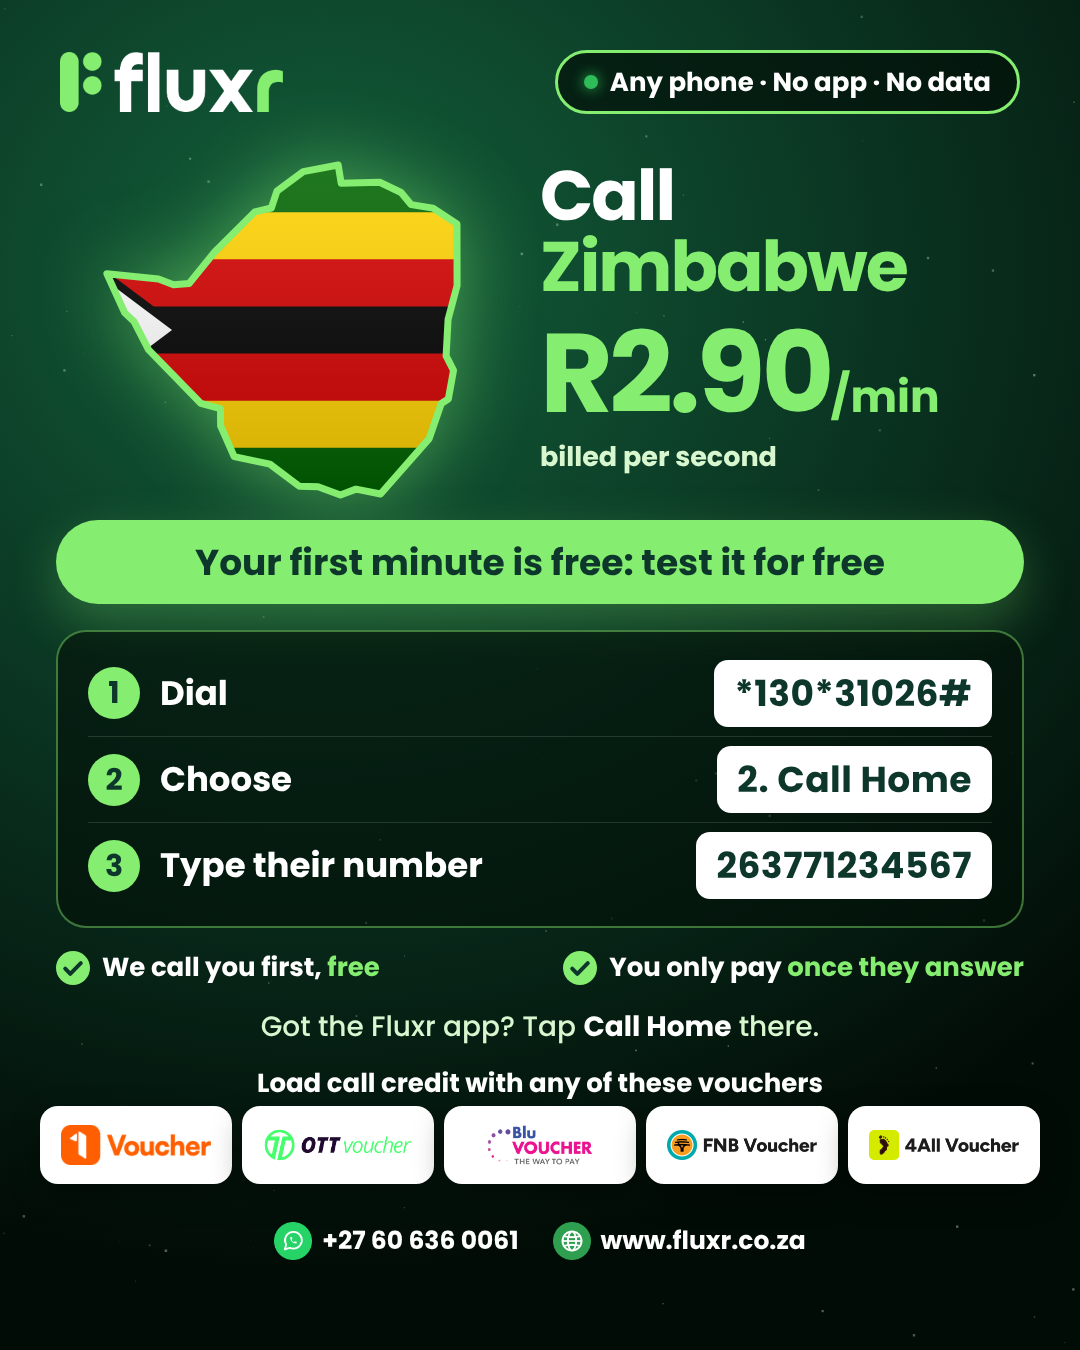 fluxr
Any phone · No app · No data
Call
Zimbabwe
R2.90/min
billed per second
Your first minute is free: test it for free
1 Dial *130*31026#
2 Choose 2. Call Home
3 Type their number 263771234567
We call you first, free
You only pay once they answer
Got the Fluxr app? Tap Call Home there.
Load call credit with any of these vouchers
1 Voucher
OTT voucher
Blu
VOUCHER
THE WAY TO PAY
FNB Voucher
4All Voucher
+27 60 636 0061
www.fluxr.co.za